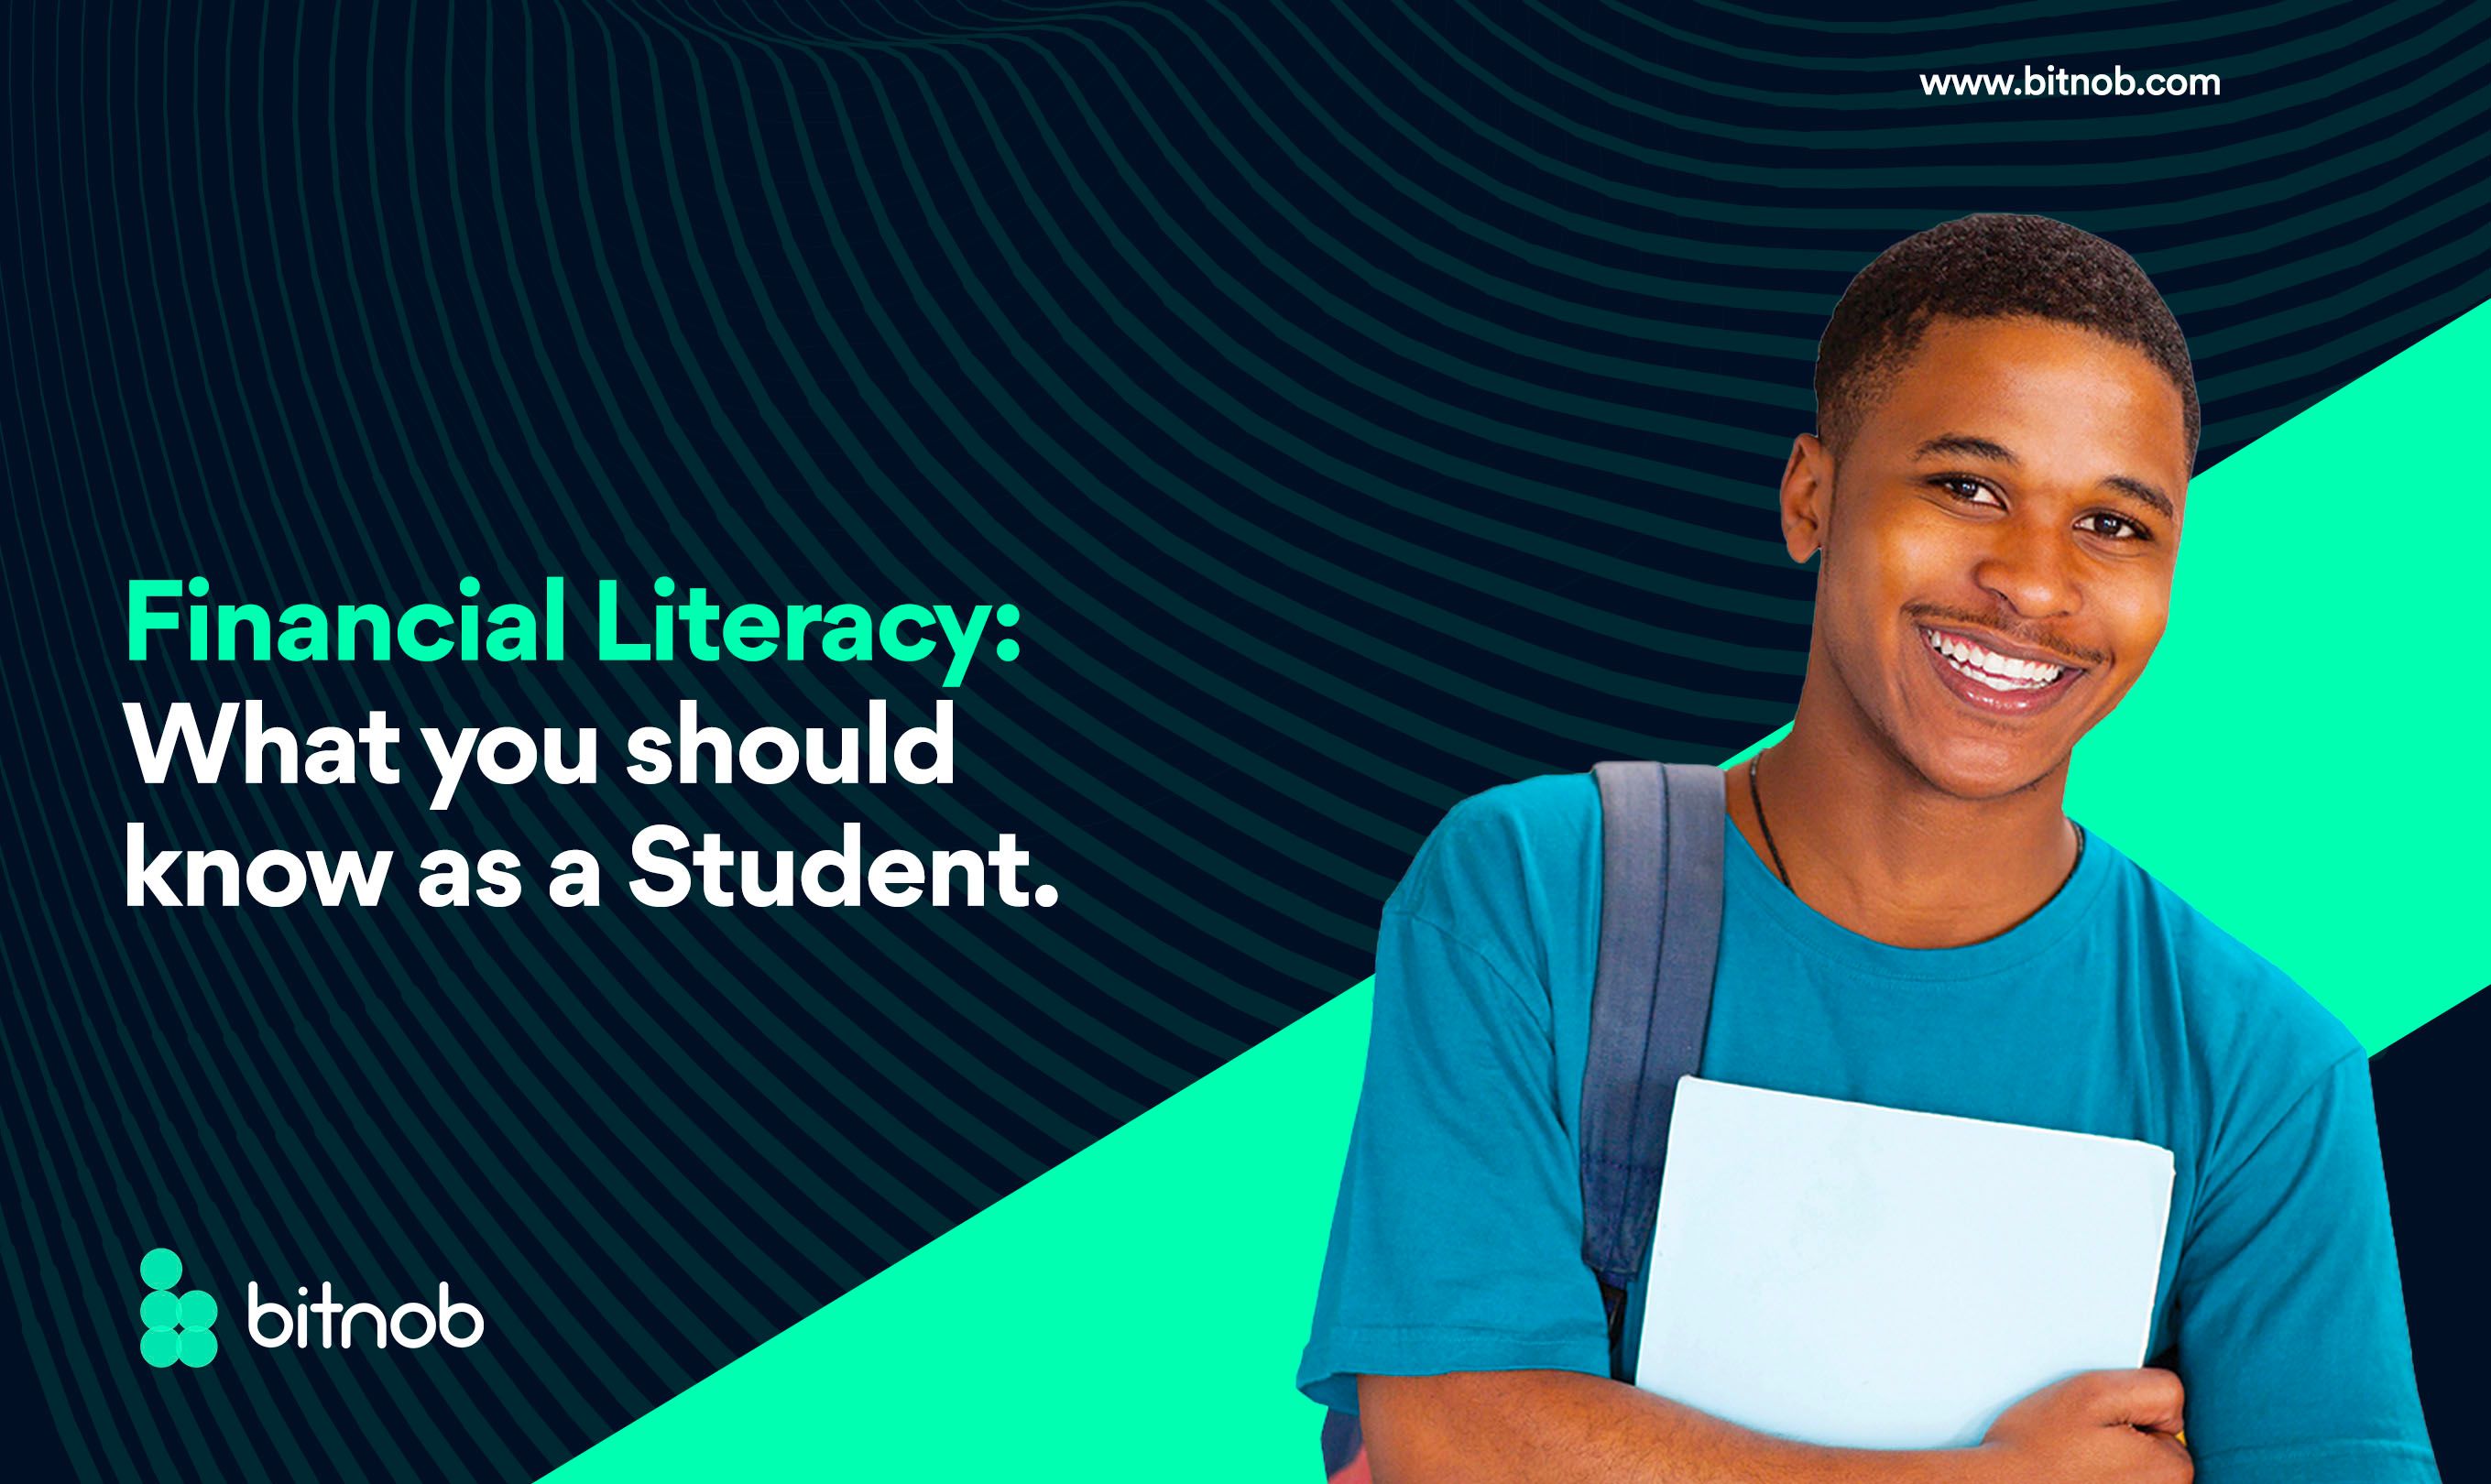 www.bitnob.com
Financial Literacy:
What you should
know as a Student.
bitnob